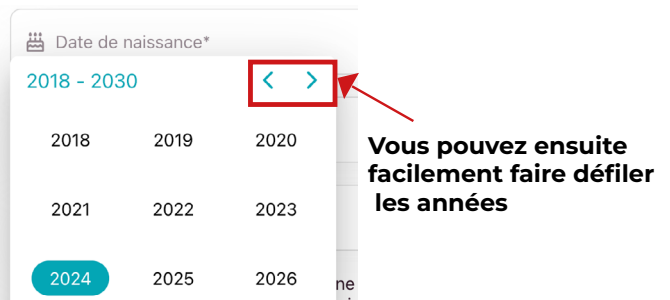 Date de naissance*
2018 - 2030
2018 2019 2020
Vous pouvez ensuite
facilement faire défiler
les années
2021 2022 2023
2024 2025 2026
ne